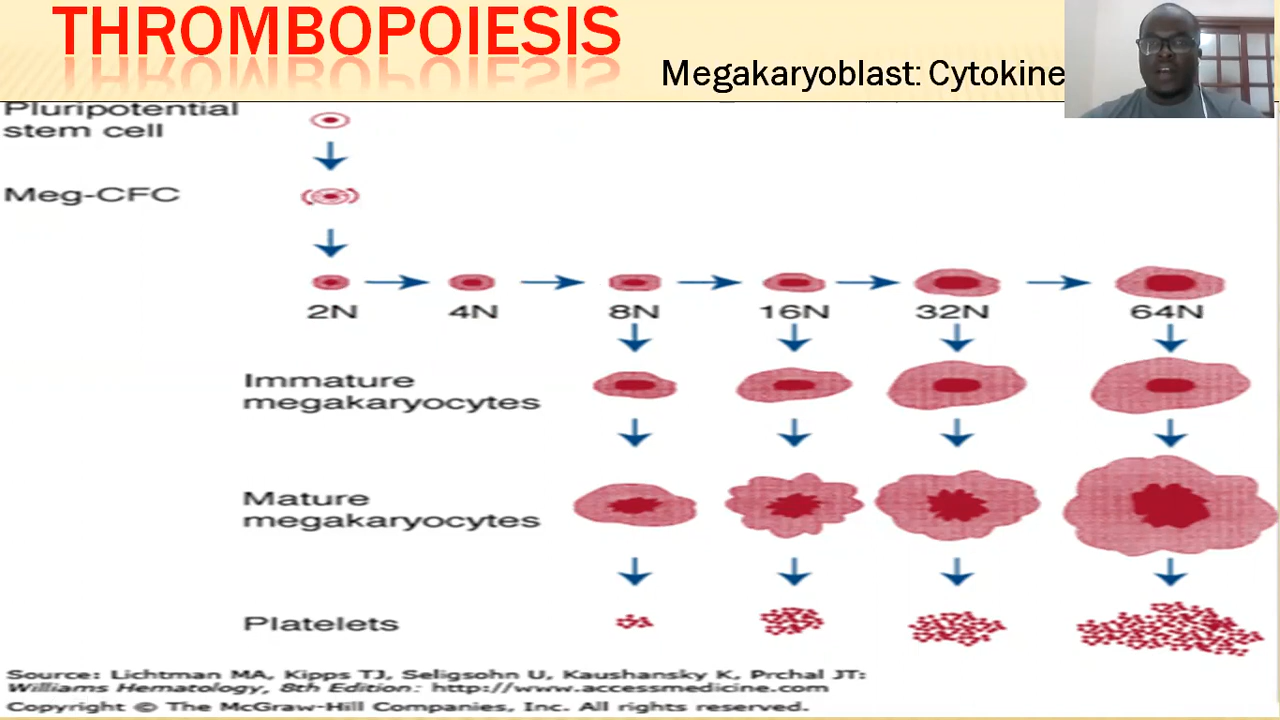 THROMBOPOIESIS
Megakaryoblast: Cytokine
Pluripotential
stem cell
Meg-CFC
2N 4N 8N 16N 32N 64N
Immature
megakaryocytes
Mature
megakaryocytes
Platelets
Source: Lichtman MA, Kipps TJ, Seligsohn U, Kaushansky K, Prchal JT:
Williams Hematology, 8th Edition: http://www.accessmedicine.com
Copyright © The McGraw-Hill Companies, Inc. All rights reserved.